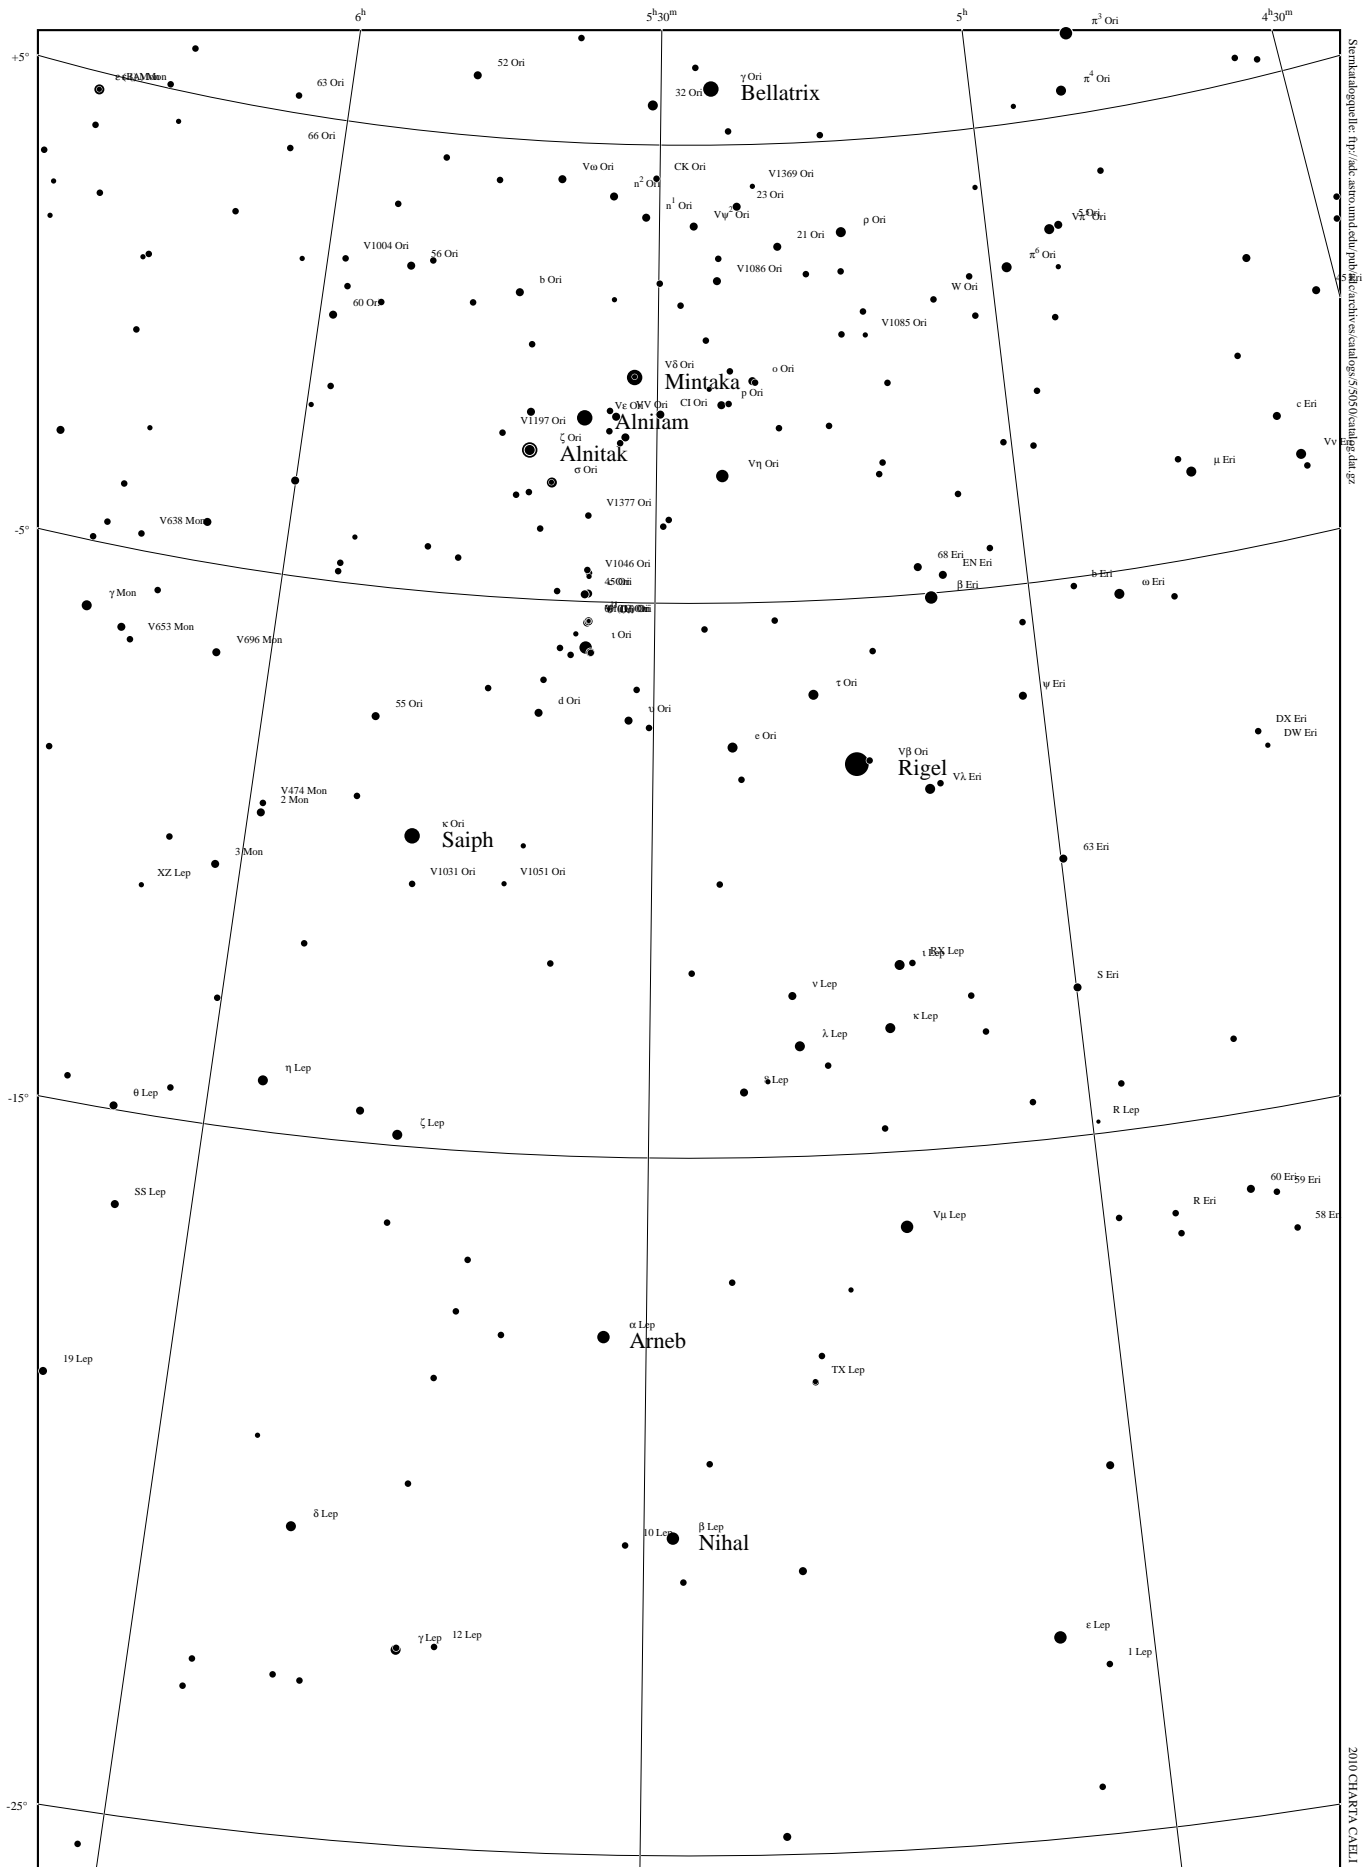 6h
5h30m
5h
4h30m
+5°
π3 Ori
52 Ori
γ Ori
Bellatrix
π4 Ori
63 Ori
32 Ori
66 Ori
Vω Ori
CK Ori
V1369 Ori
n2 Ori
23 Ori
n1 Ori
Vψ2 Ori
ρ Ori
21 Ori
V1004 Ori
56 Ori
π6 Ori
V1086 Ori
b Ori
W Ori
45 Eri
60 Ori
V1085 Ori
Vδ Ori
Mintaka
ο Ori
p Ori
CI Ori
Vε Ori
VV Ori
Alnilam
V1197 Ori
c Eri
ζ Ori
Alnitak
Vν Eri
σ Ori
Vη Ori
μ Eri
V1377 Ori
V638 Mon
-5°
68 Eri
EN Eri
V1046 Ori
b Eri
ω Eri
β Eri
γ Mon
V653 Mon
V696 Mon
ι Ori
τ Ori
ψ Eri
55 Ori
d Ori
υ Ori
DX Eri
DW Eri
e Ori
Vβ Ori
Rigel
Vλ Eri
V474 Mon
2 Mon
κ Ori
Saiph
3 Mon
63 Eri
XZ Lep
V1031 Ori
V1051 Ori
RX Lep
ι Lep
S Eri
ν Lep
κ Lep
λ Lep
η Lep
8 Lep
θ Lep
-15°
R Lep
ζ Lep
60 Eri
59 Eri
SS Lep
R Eri
58 Er
Vμ Lep
α Lep
Arneb
19 Lep
TX Lep
δ Lep
β Lep
10 Lep
Nihal
ε Lep
γ Lep
12 Lep
1 Lep
-25°
Sternkatalogquelle: ftp://adc.astro.umd.edu/pub/adc/archives/catalogs/5/5050/catalog.dat.gz
2010 CHARTA CAELI